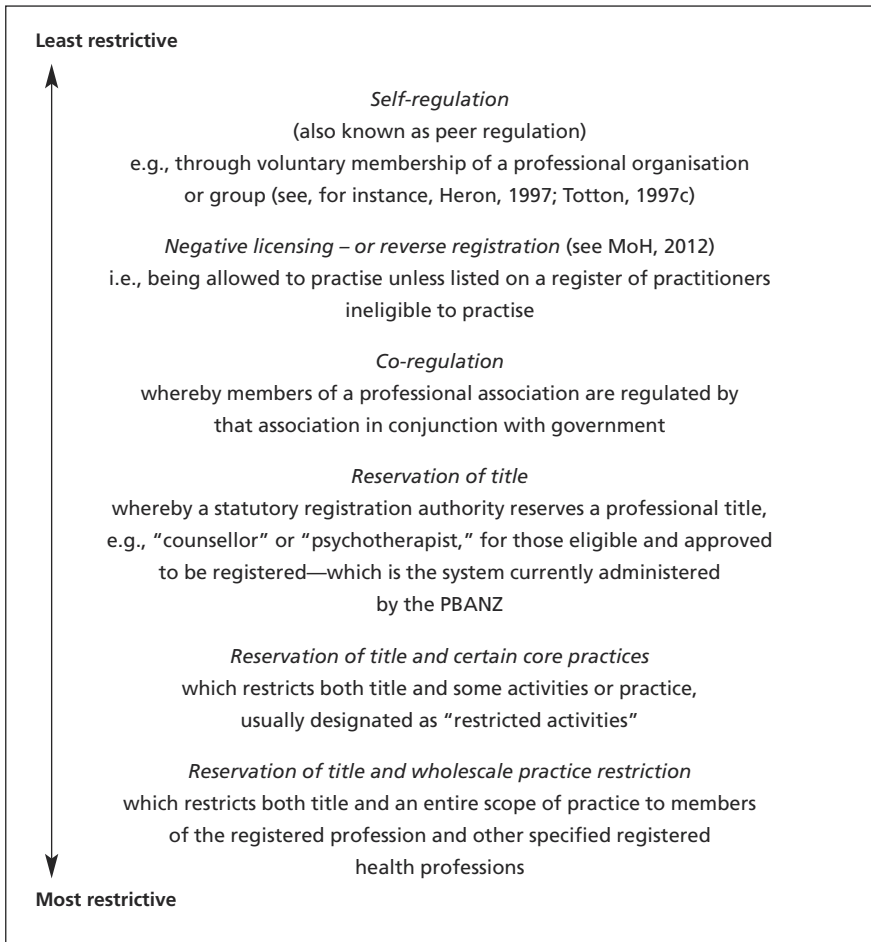 Least restrictive
Self-regulation
(also known as peer regulation)
e.g., through voluntary membership of a professional organisation
or group (see, for instance, Heron, 1997; Totton, 1997c)
Negative licensing – or reverse registration (see MoH, 2012)
i.e., being allowed to practise unless listed on a register of practitioners
ineligible to practise
Co-regulation
whereby members of a professional association are regulated by
that association in conjunction with government
Reservation of title
whereby a statutory registration authority reserves a professional title,
e.g., “counsellor” or “psychotherapist,” for those eligible and approved
to be registered—which is the system currently administered
by the PBANZ
Reservation of title and certain core practices
which restricts both title and some activities or practice,
usually designated as “restricted activities”
Reservation of title and wholescale practice restriction
which restricts both title and an entire scope of practice to members
of the registered profession and other specified registered
health professions
Most restrictive